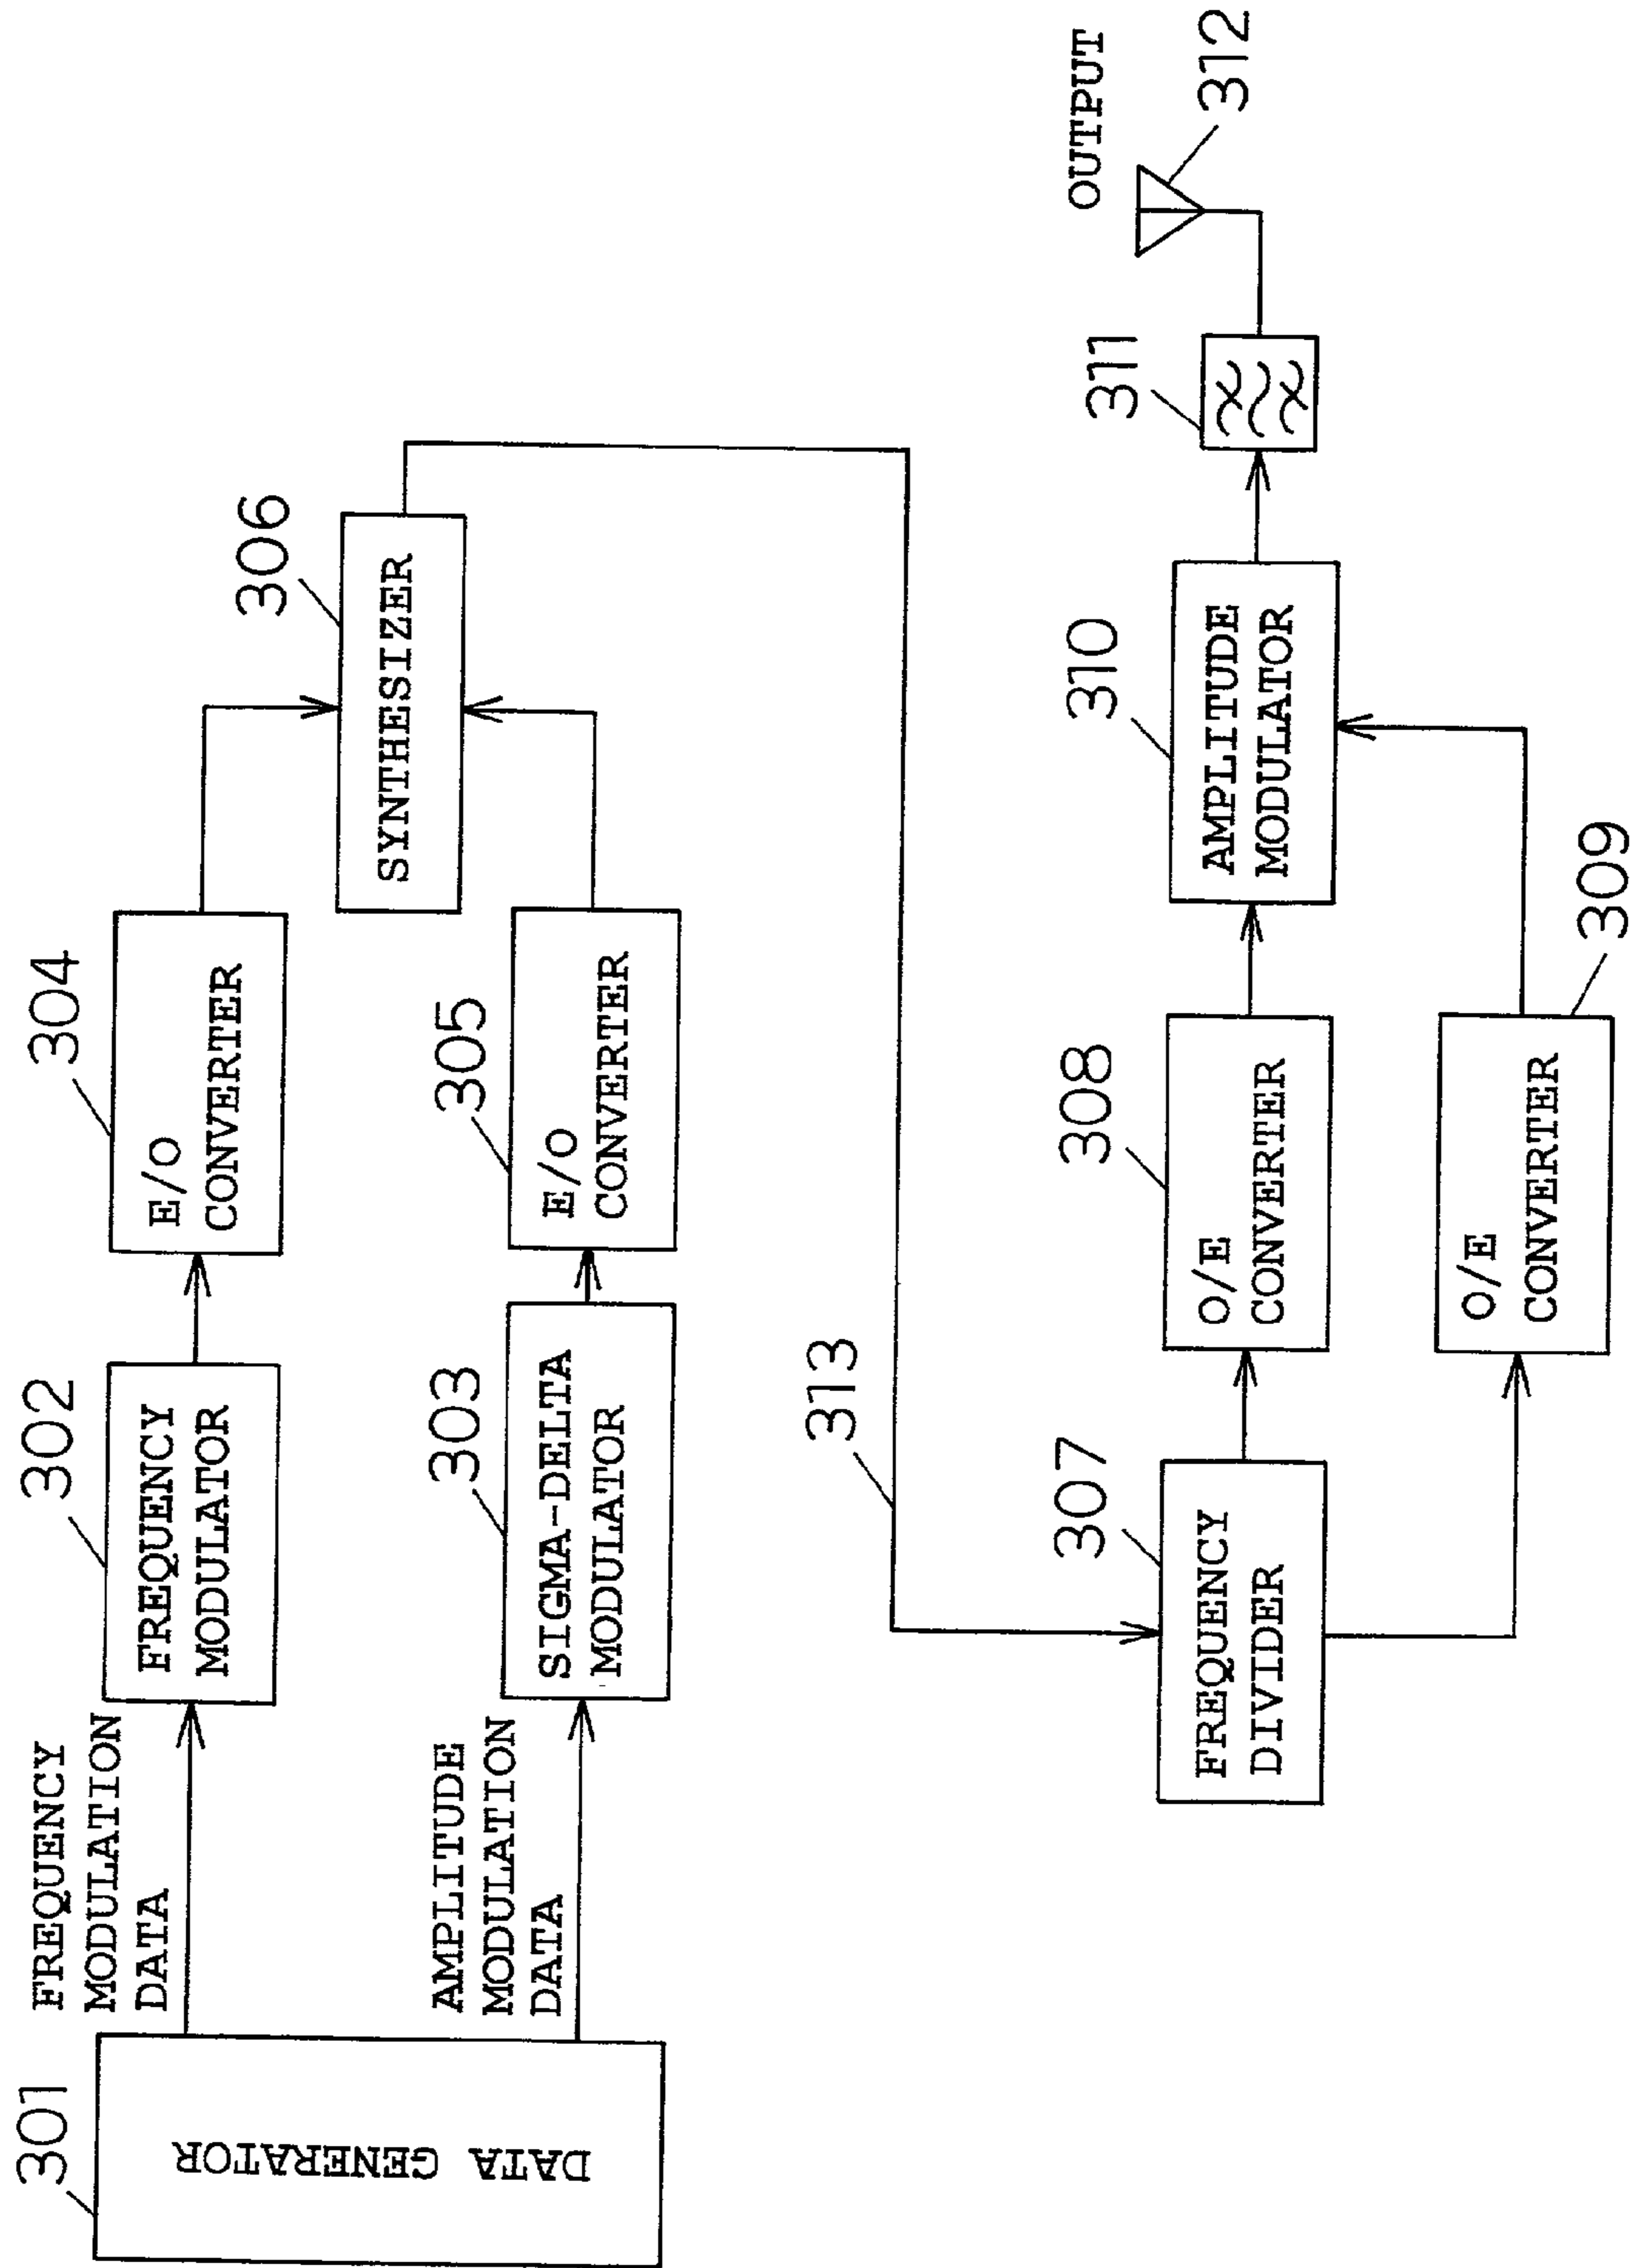 301
DATA GENERATOR
FREQUENCY
MODULATION
DATA
AMPLITUDE
MODULATION
DATA
302
FREQUENCY
MODULATOR
303
SIGMA-DELTA
MODULATOR
304
E/O
CONVERTER
305
E/O
CONVERTER
306
SYNTHESIZER
313
307
FREQUENCY
DIVIDER
308
O/E
CONVERTER
309
O/E
CONVERTER
310
AMPLITUDE
MODULATOR
311
OUTPUT
312